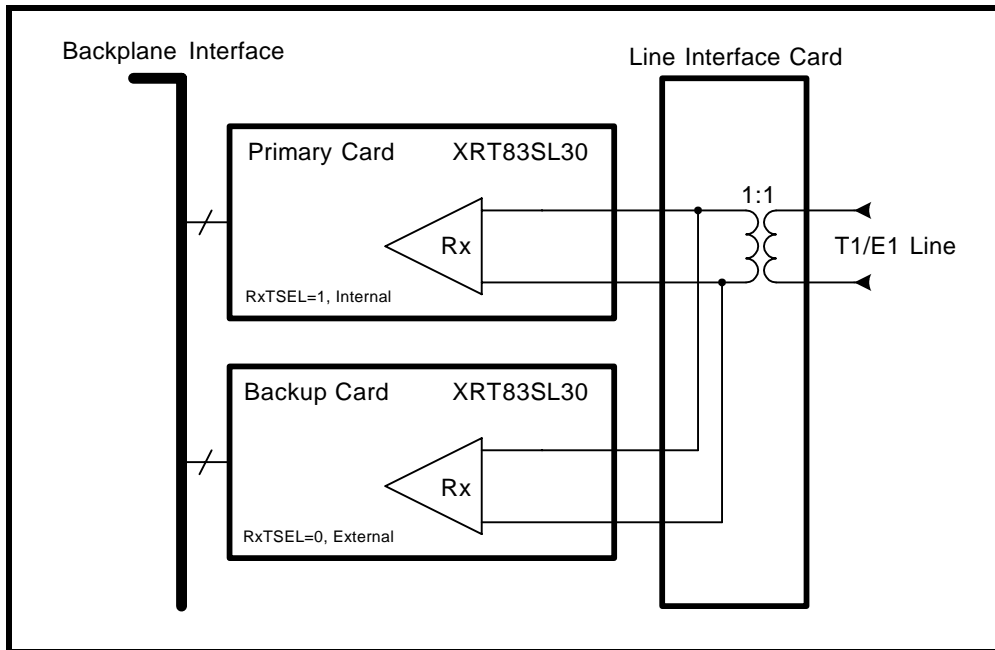 Backplane Interface
Line Interface Card
Primary Card XRT83SL30
1:1
Rx
T1/E1 Line
RxTSEL=1, Internal
Backup Card XRT83SL30
Rx
RxTSEL=0, External